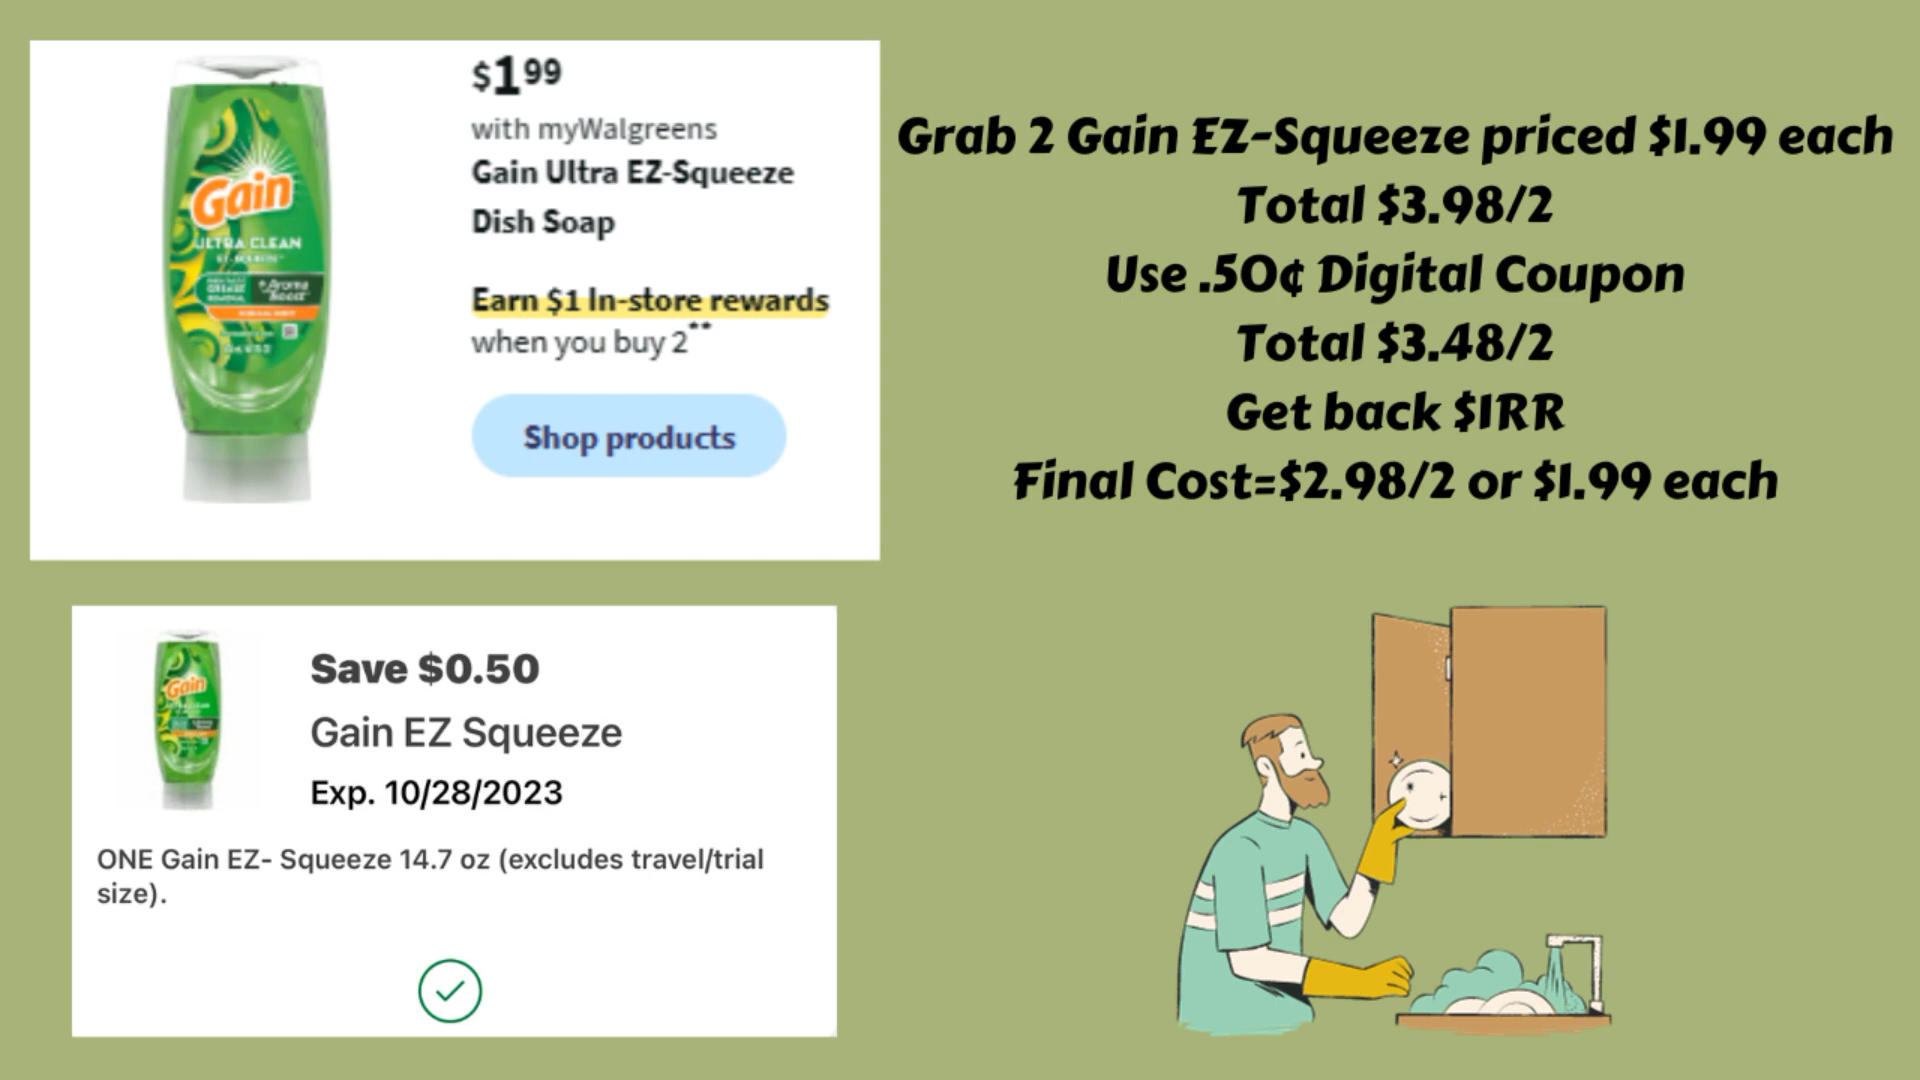 $1 99
with myWalgreens
Gain Ultra EZ-Squeeze
Dish Soap
Earn $1 In-store rewards
when you buy 2**
Shop products
Gain
ULTRA CLEAN
EZ-SQUEEZE
+Aroma
Boost
Grab 2 Gain EZ-Squeeze priced $1.99 each
Total $3.98/2
Use .50¢ Digital Coupon
Total $3.48/2
Get back $1RR
Final Cost=$2.98/2 or $1.99 each
Gain
Save $0.50
Gain EZ Squeeze
Exp. 10/28/2023
ONE Gain EZ- Squeeze 14.7 oz (excludes travel/trial
size).